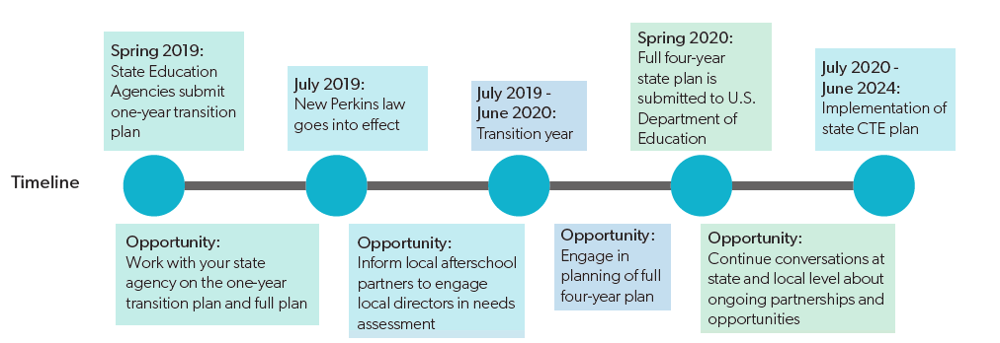 Spring 2019:
State Education
Agencies submit
one-year transition
plan
July 2019:
New Perkins law
goes into effect
July 2019 -
June 2020:
Transition year
Spring 2020:
Full four-year
state plan is
submitted to U.S.
Department of
Education
July 2020 -
June 2024:
Implementation of
state CTE plan
Timeline
Opportunity:
Work with your state
agency on the one-year
transition plan and full plan
Opportunity:
Inform local afterschool
partners to engage
local directors in needs
assessment
Opportunity:
Engage in
planning of full
four-year plan
Opportunity:
Continue conversations at
state and local level about
ongoing partnerships and
opportunities